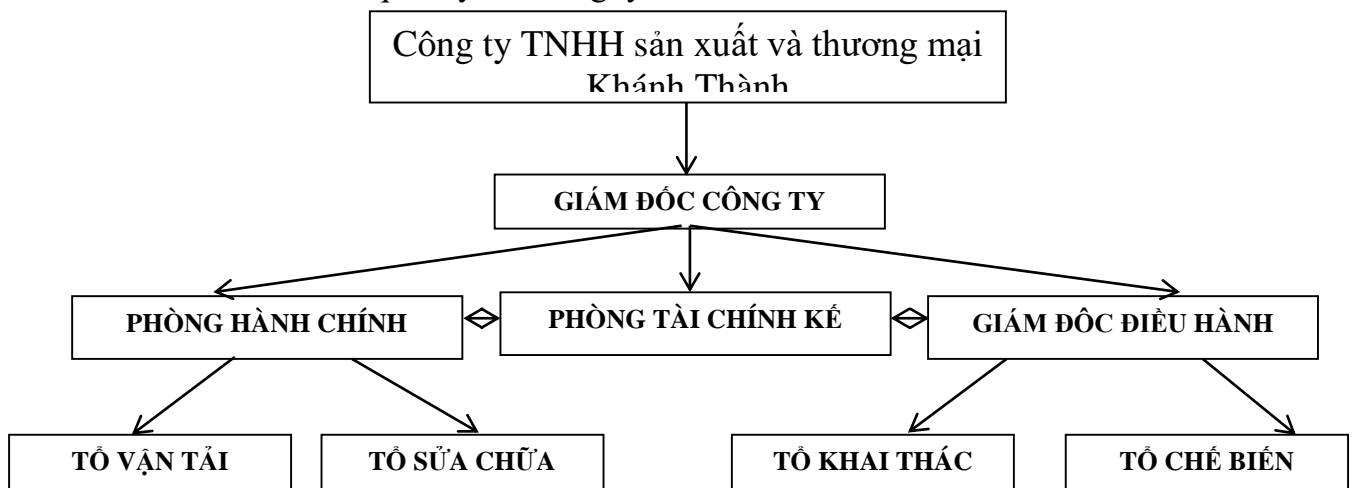 Công ty TNHH sản xuất và thương mại
Khánh Thành
GIÁM ĐỐC CÔNG TY
PHÒNG HÀNH CHÍNH
PHÒNG TÀI CHÍNH KẾ
GIÁM ĐÔC ĐIỀU HÀNH
TỔ VẬN TẢI
TỔ SỬA CHỮA
TỔ KHAI THÁC
TỔ CHẾ BIẾN